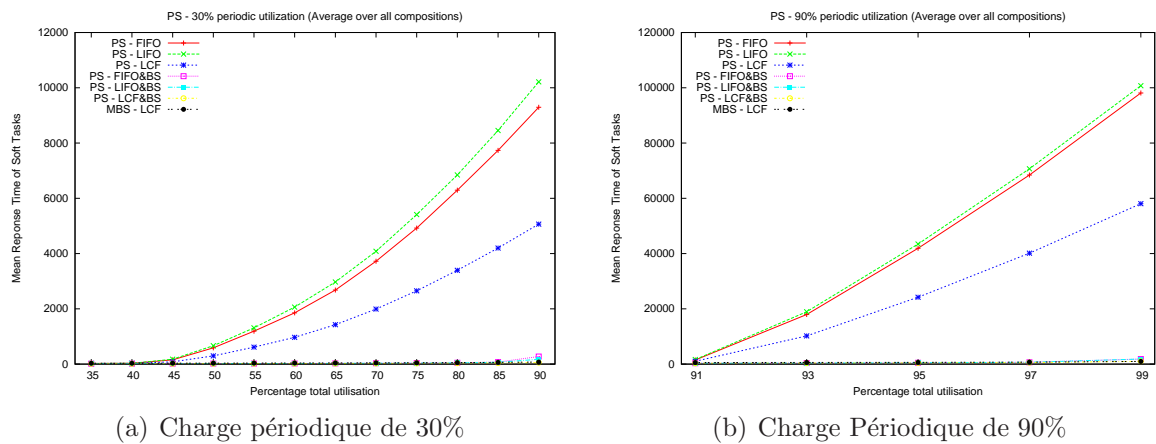 PS - 30% periodic utilization (Average over all compositions)
12000
10000
8000
6000
4000
2000
0
Mean Reponse Time of Soft Tasks
PS - FIFO
PS - LIFO
PS - LCF
PS - FIFO&BS
PS - LIFO&BS
PS - LCF&BS
MBS - LCF
35 40 45 50 55 60 65 70 75 80 85 90
Percentage total utilisation
(a) Charge périodique de 30%
PS - 90% periodic utilization (Average over all compositions)
120000
100000
80000
60000
40000
20000
0
Mean Reponse Time of Soft Tasks
PS - FIFO
PS - LIFO
PS - LCF
PS - FIFO&BS
PS - LIFO&BS
PS - LCF&BS
MBS - LCF
91 93 95 97 99
Percentage total utilisation
(b) Charge Périodique de 90%